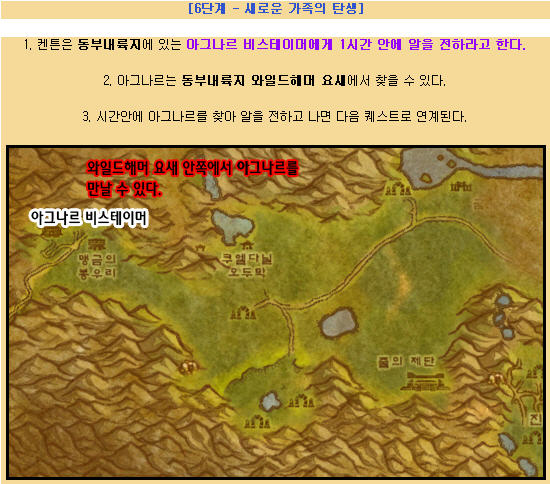 [6단계 - 새로운 가족의 탄생]
1. 켄튼은 동부내륙지에 있는 아그나르 비스테이머에게 1시간 안에 알을 전하라고 한다.
2. 아그나르는 동부내륙지 와일드해머 요새에서 찾을 수 있다.
3. 시간안에 아그나르를 찾아 알을 전하고 나면 다음 퀘스트로 연계된다.
와일드해머 요새 안쪽에서 아그나르를
만날 수 있다.
아그나르 비스테이머
맹금의
봉우리
쿠엘다닐
오두막
줄의 제단
진